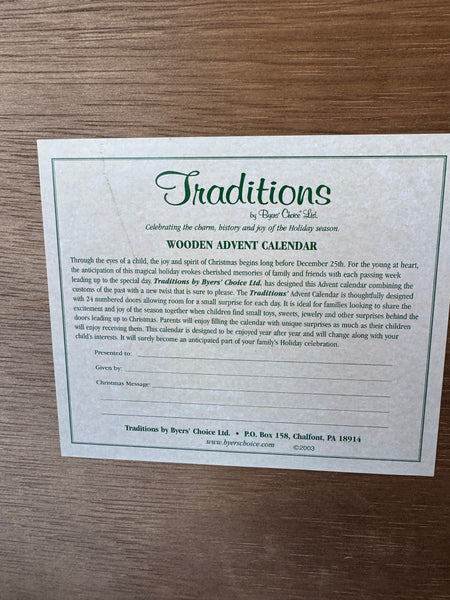 Traditions
by Byers' Choice® Ltd.
Celebrating the charm, history and joy of the Holiday season.
WOODEN ADVENT CALENDAR
Through the eyes of a child, the joy and spirit of Christmas begins long before December 25th. For the young at heart,
the anticipation of this magical holiday evokes cherished memories of family and friends with each passing week
leading up to the special day. Traditions by Byers' Choice Ltd. has designed this Advent calendar combining the
customs of the past with a new twist that is sure to please. The Traditions' Advent Calendar is thoughtfully designed
with 24 numbered doors allowing room for a small surprise for each day. It is ideal for families looking to share the
excitement and joy of the season together when children find small toys, sweets, jewelry and other surprises behind the
doors leading up to Christmas. Parents will enjoy filling the calendar with unique surprises as much as their children
will enjoy receiving them. This calendar is designed to be enjoyed year after year and will change along with your
child's interests. It will surely become an anticipated part of your family's Holiday celebration.
Presented to:
Given by:
Christmas Message:
Traditions by Byers' Choice Ltd. • P.O. Box 158, Chalfont, PA 18914
www.byerschoice.com ©2003